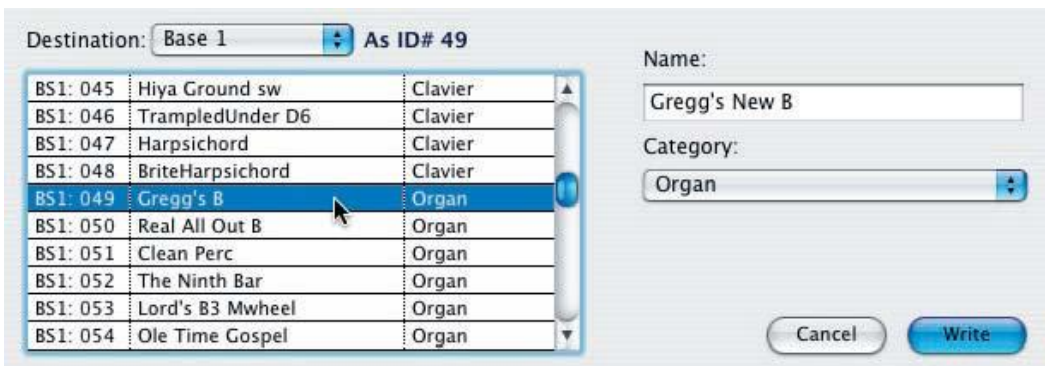 Destination: Base 1 As ID# 49
BS1: 045 Hiya Ground sw Clavier
BS1: 046 TrampledUnder D6 Clavier
BS1: 047 Harpsichord Clavier
BS1: 048 BriteHarpsichord Clavier
BS1: 049 Gregg's B Organ
BS1: 050 Real All Out B Organ
BS1: 051 Clean Perc Organ
BS1: 052 The Ninth Bar Organ
BS1: 053 Lord's B3 Mwheel Organ
BS1: 054 Ole Time Gospel Organ
Name:
Gregg's New B
Category:
Organ
Cancel Write